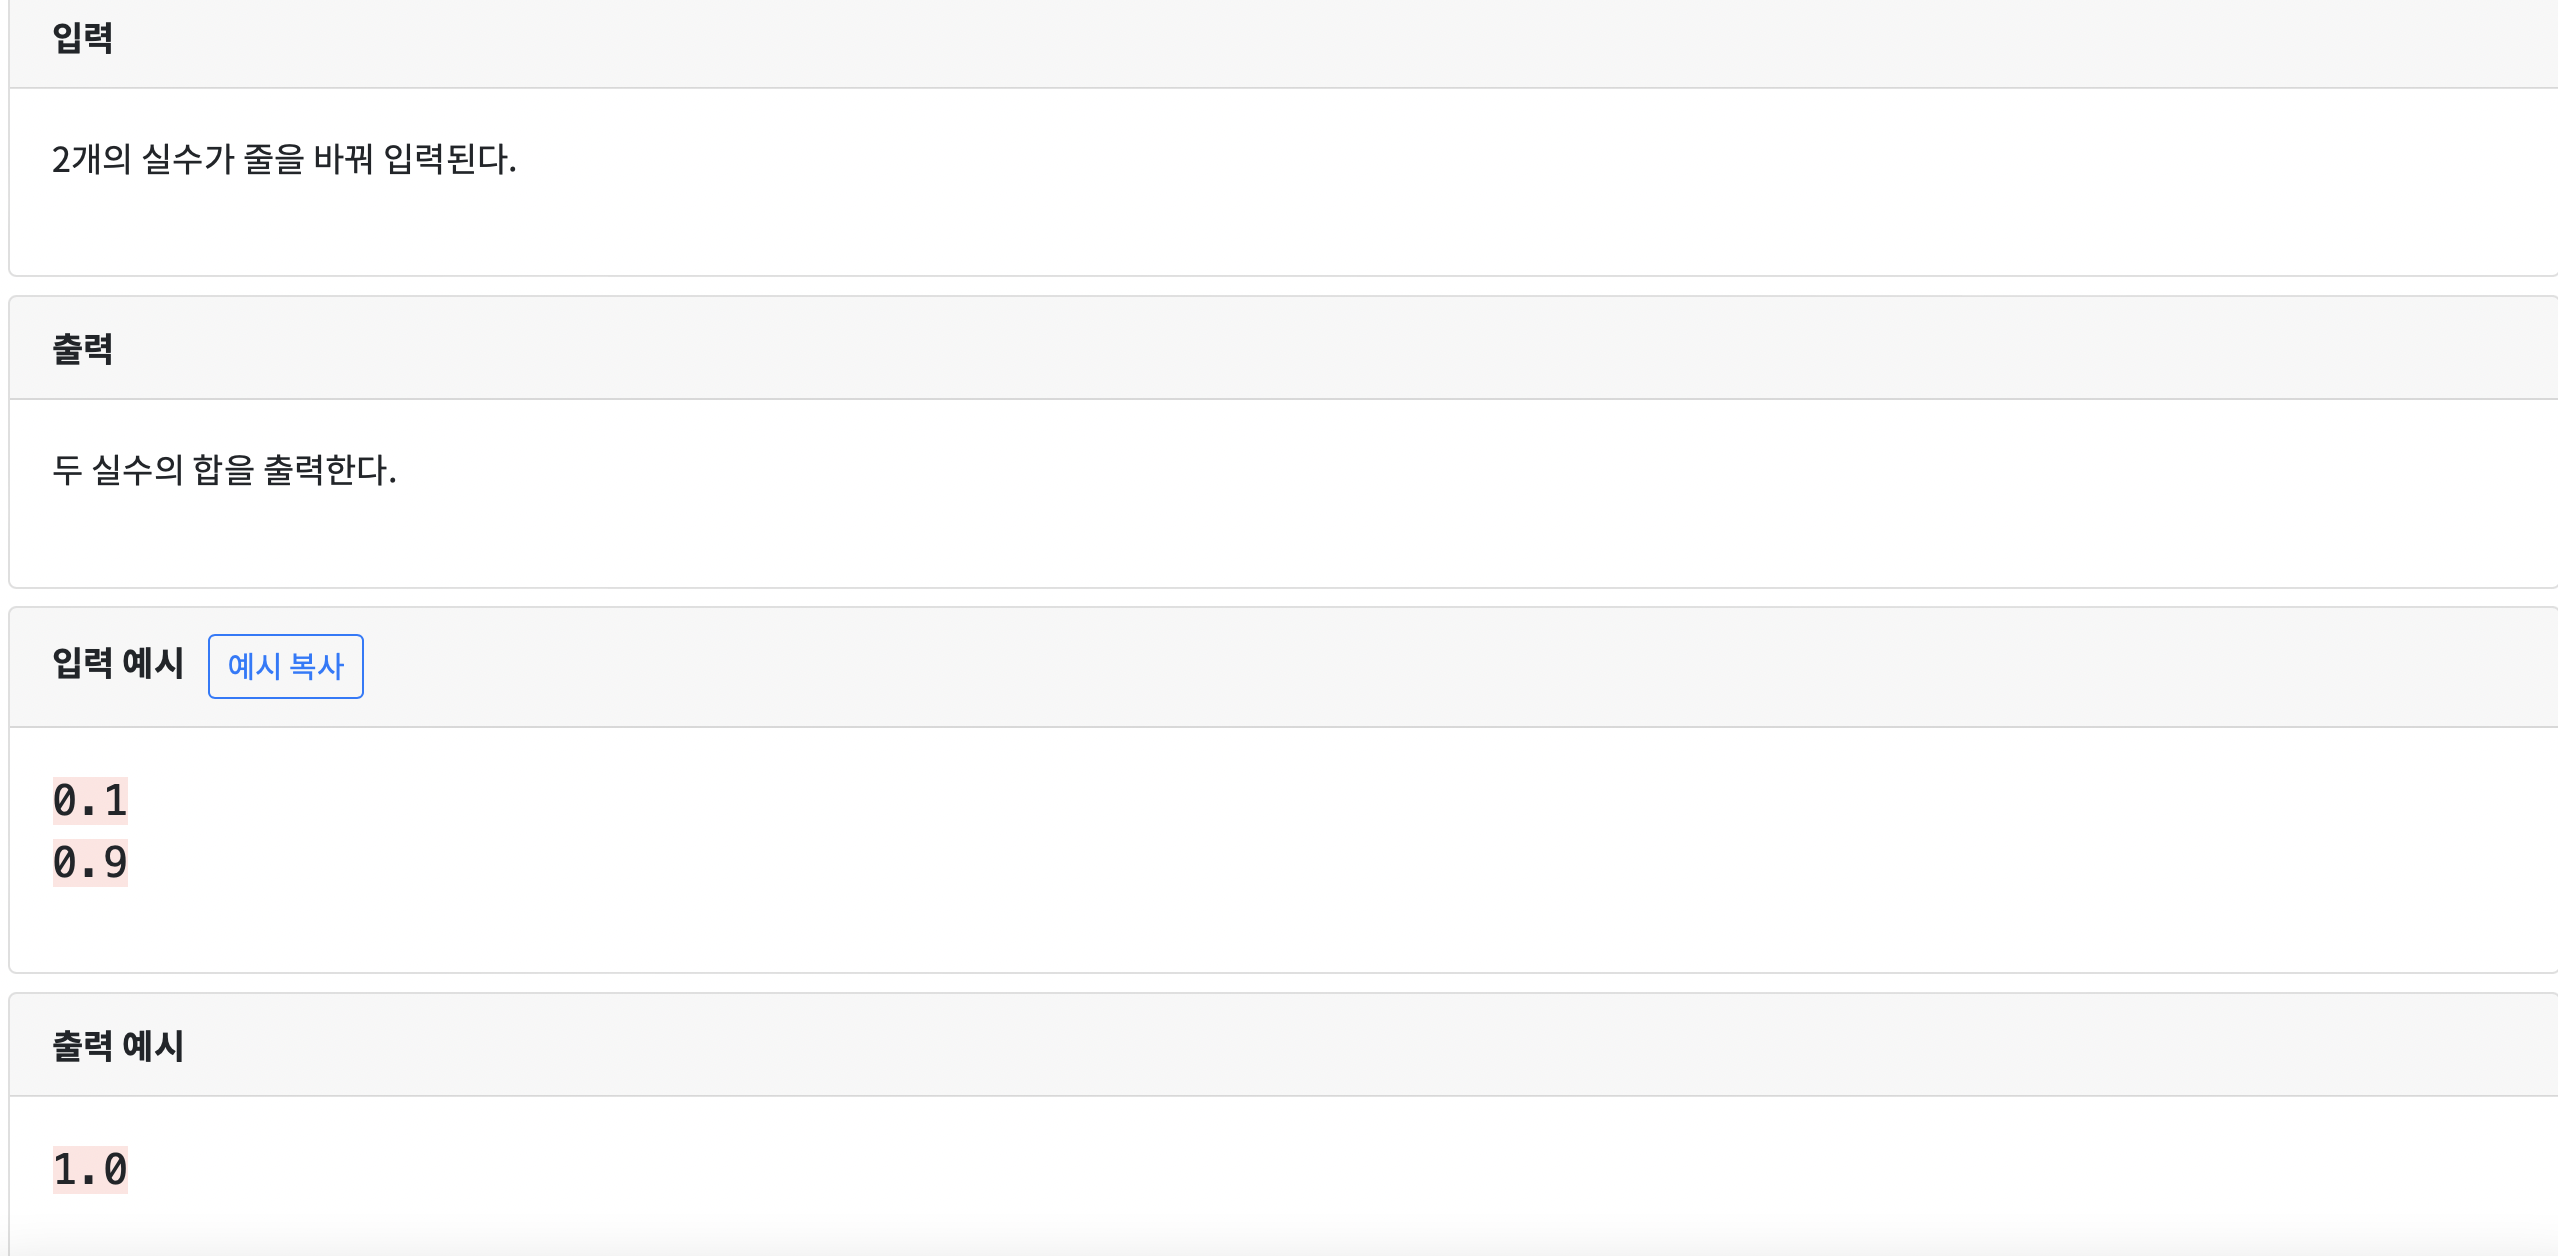 입력
2개의 실수가 줄을 바꿔 입력된다.
출력
두 실수의 합을 출력한다.
입력 예시 예시 복사
0.1
0.9
출력 예시
1.0